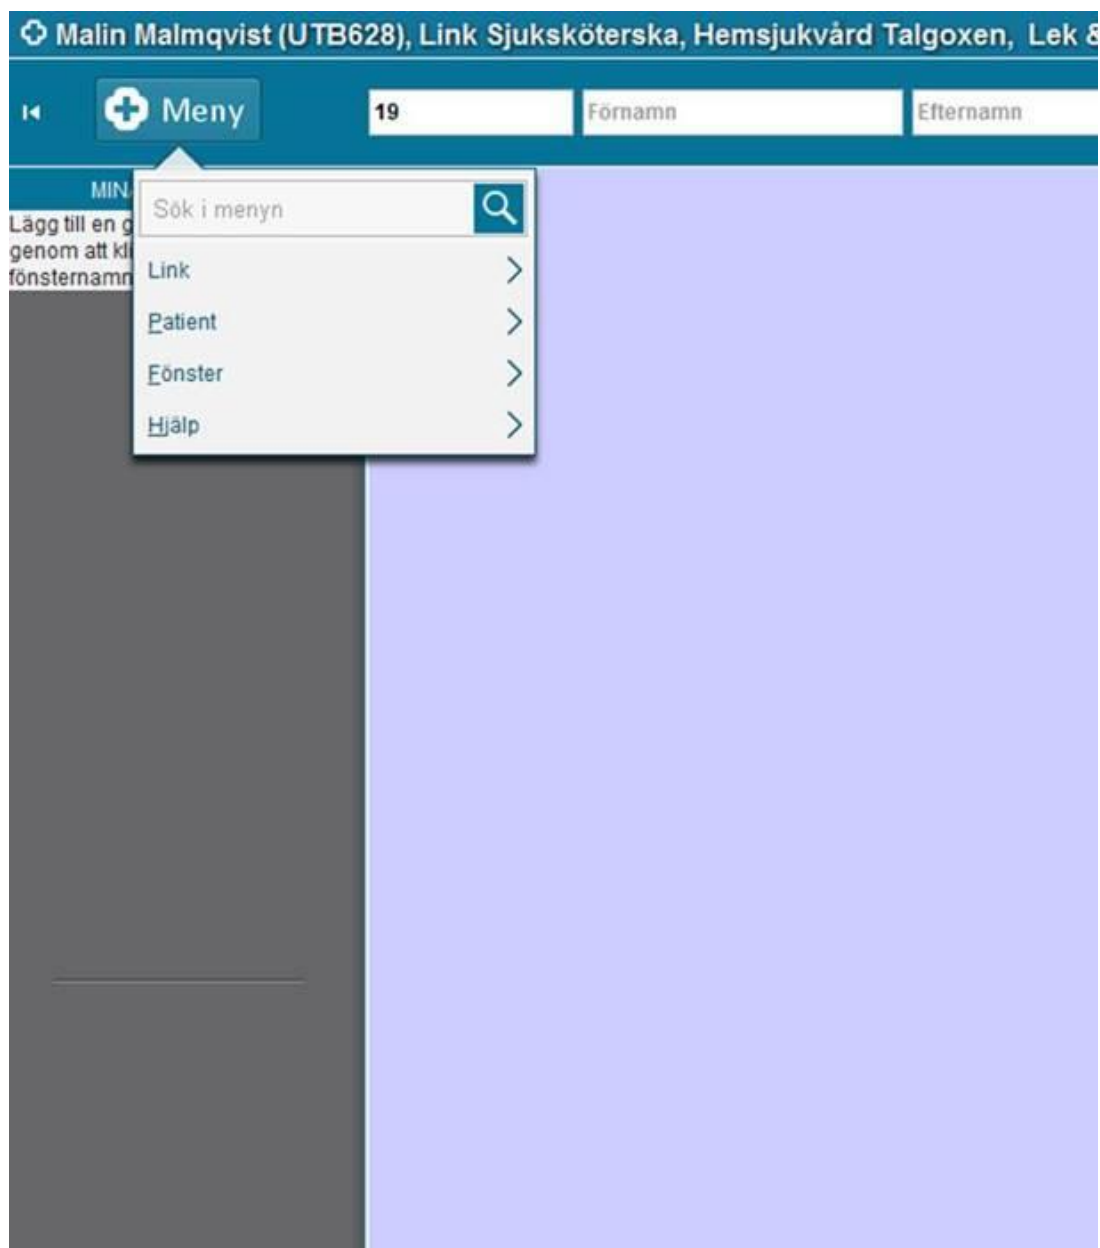 Malin Malmqvist (UTB628), Link Sjuksköterska, Hemsjukvård Talgoxen, Lek &
Meny
19
Förnamn
Efternamn
Lägg till en
genom att
fönsternamn
Sök i menyn
Link
Patient
Fönster
Hjälp